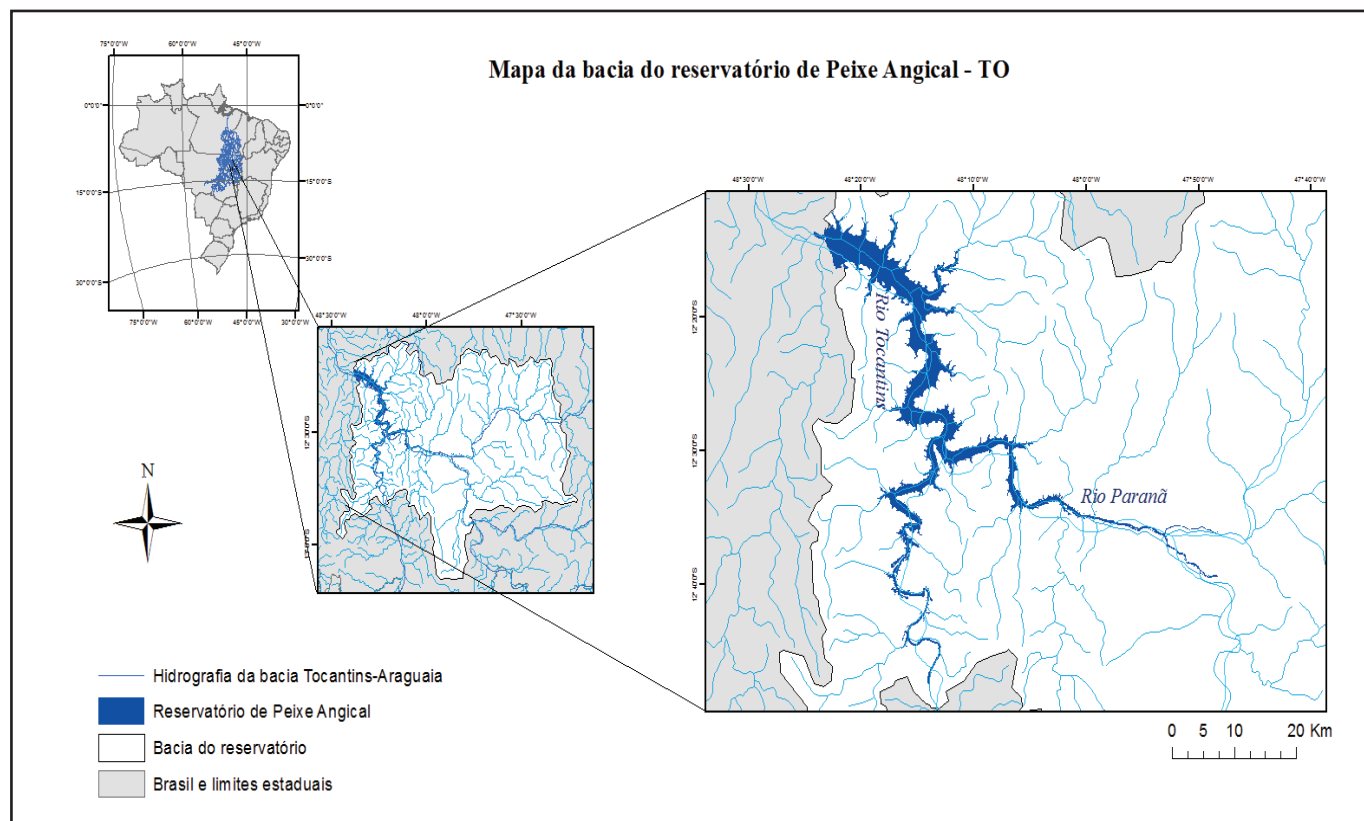 Mapa da bacia do reservatório de Peixe Angical - TO
75°0'0"W 60°0'0"W 45°0'0"W
0°0'0" 0°0'0"
15°0'0"S
30°0'0"S 30°0'0"S
75°0'0"W 60°0'0"W 45°0'0"W 30°0'0"W
48°30'0"W 48°0'0"W 47°30'0"W
12°30'0"S
48°30'0"W 48°20'0"W 48°10'0"W 48°0'0"W 47°50'0"W 47°40'0"W
12°20'0"S
12°30'0"S
12°40'0"S
Rio Tocantins
Rio Paranã
N
Hidrografia da bacia Tocantins-Araguaia
Reservatório de Peixe Angical
Bacia do reservatório
Brasil e limites estaduais
0 5 10 20 Km